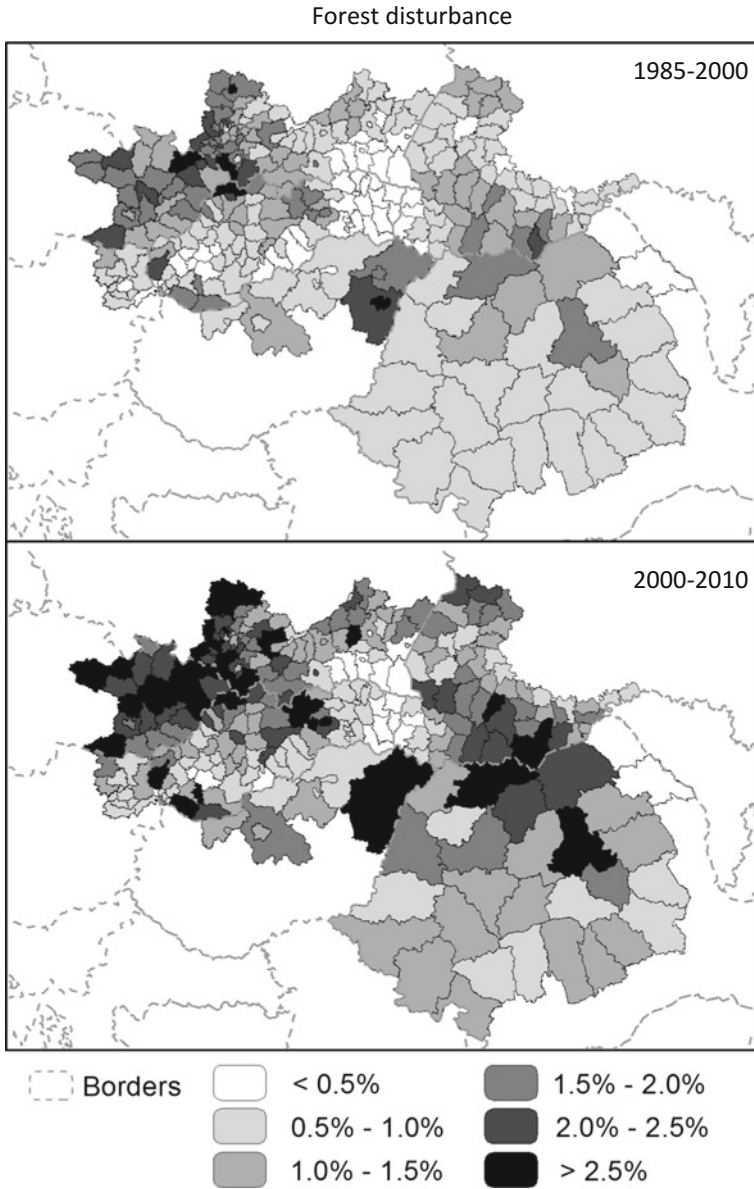 Forest disturbance
1985-2000
2000-2010
Borders
< 0.5%
0.5% - 1.0%
1.0% - 1.5%
1.5% - 2.0%
2.0% - 2.5%
> 2.5%